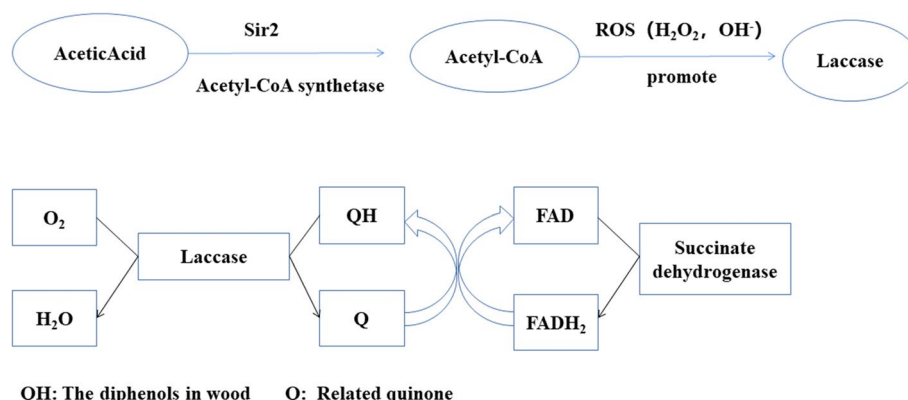 AceticAcid
Sir2
Acetyl-CoA synthetase
Acetyl-CoA
ROS (H₂O₂, OH⁻)
promote
Laccase
O₂
H₂O
Laccase
QH
Q
FAD
FADH₂
Succinate
dehydrogenase
QH: The diphenols in wood Q: Related quinone